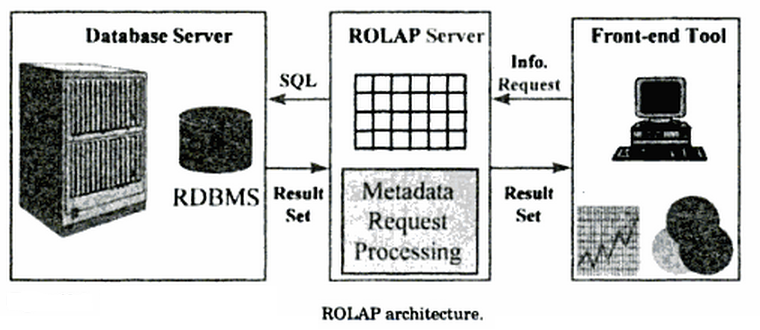 Database Server
RDBMS
SQL
Result
Set
ROLAP Server
Metadata
Request
Processing
Info.
Request
Result
Set
Front-end Tool
ROLAP architecture.